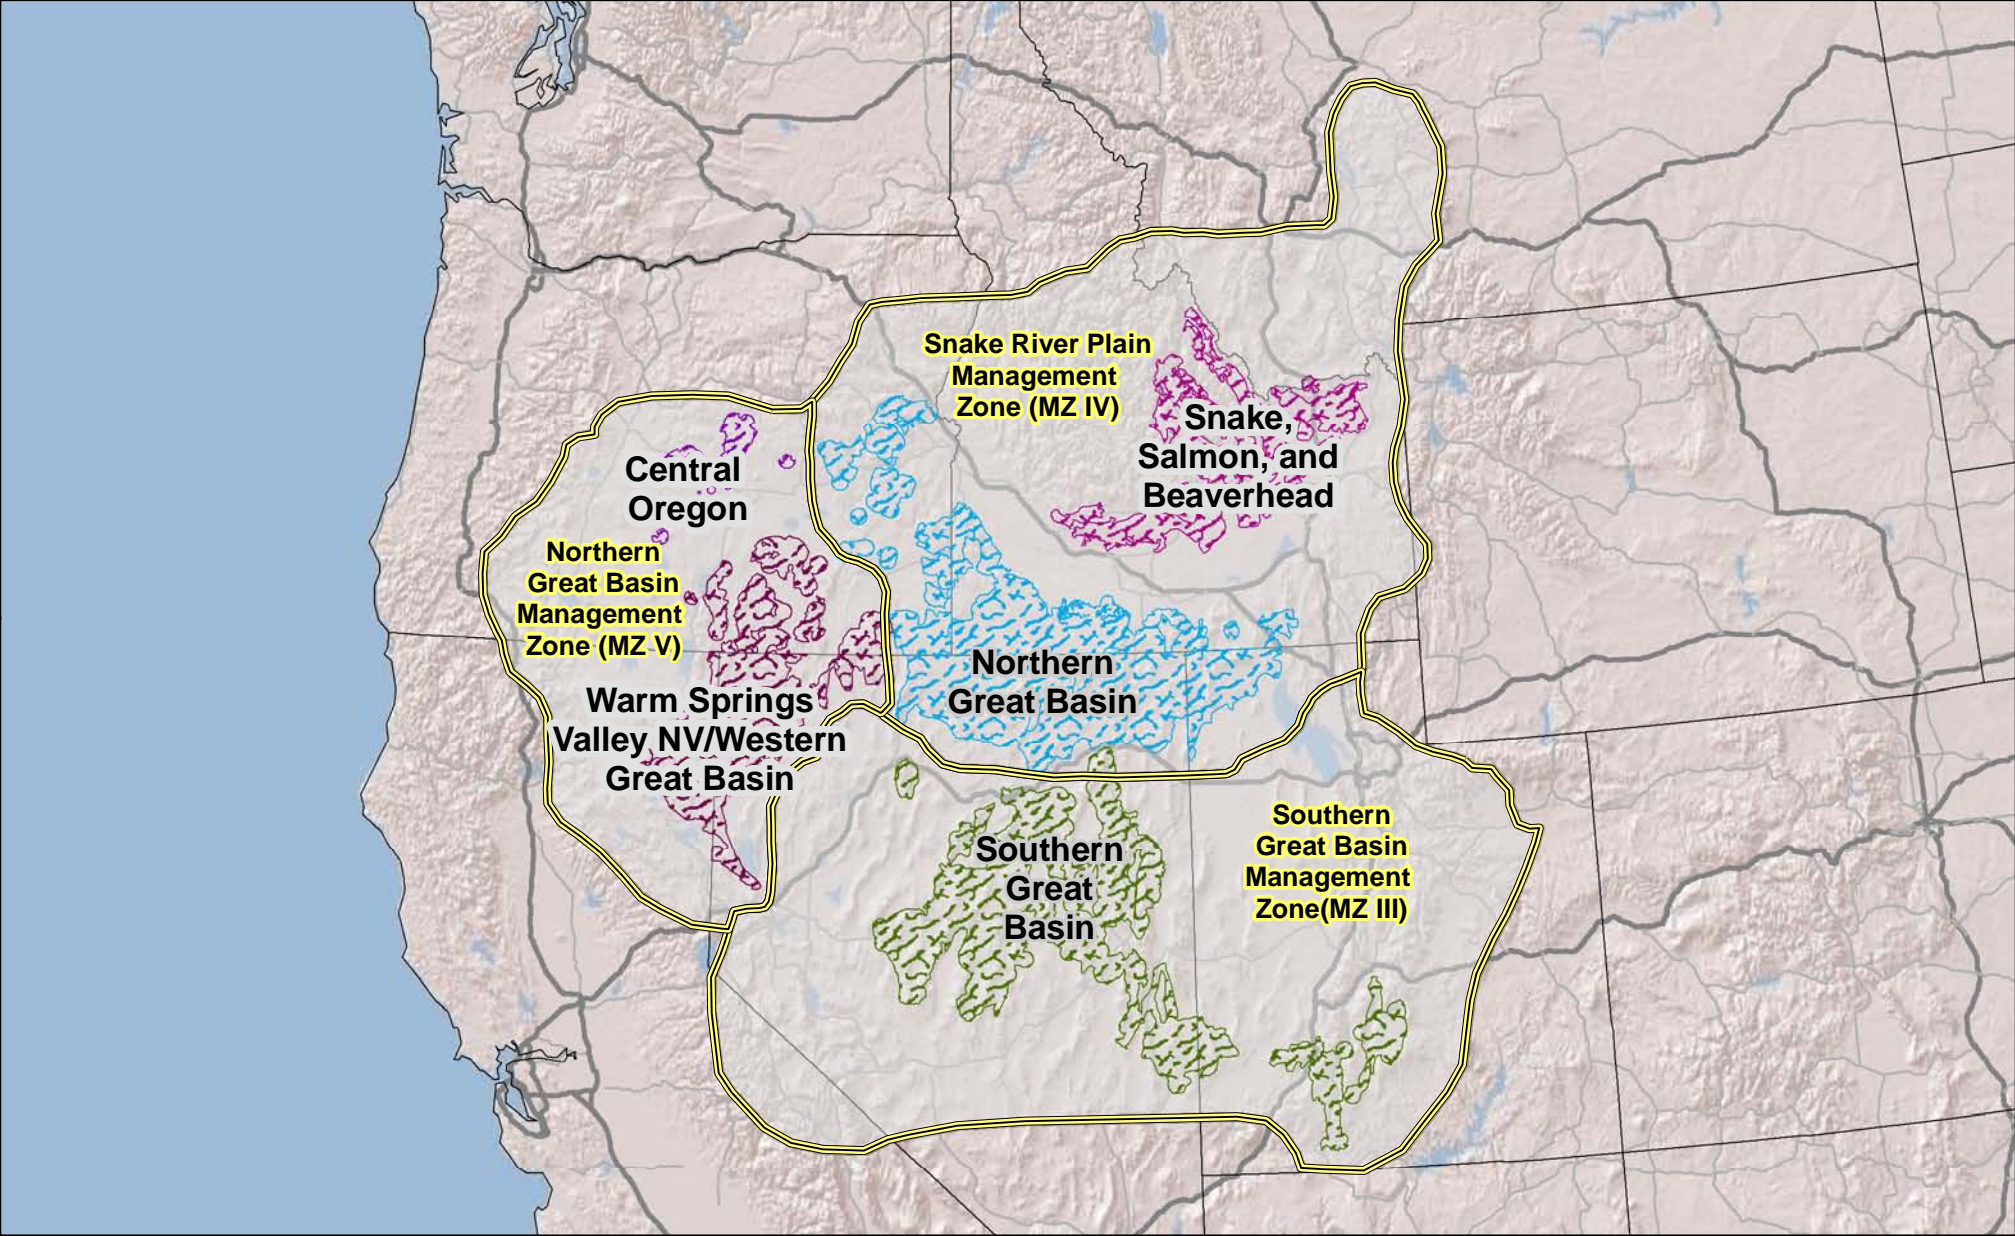 Snake River Plain
Management
Zone (MZ IV)
Snake,
Salmon, and
Beaverhead
Central
Oregon
Northern
Great Basin
Management
Zone (MZ V)
Northern
Great Basin
Warm Springs
Valley NV/Western
Great Basin
Southern
Great
Basin
Southern
Great Basin
Management
Zone(MZ III)